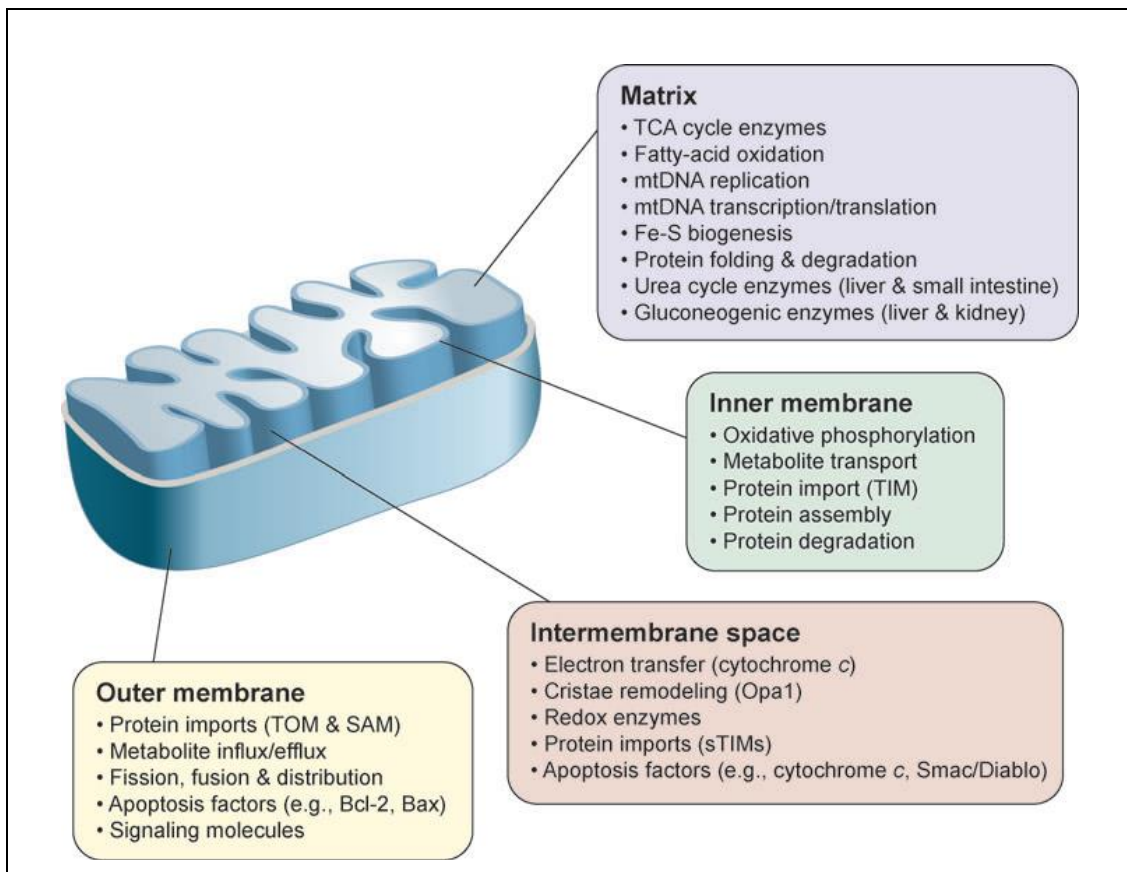 Matrix
• TCA cycle enzymes
• Fatty-acid oxidation
• mtDNA replication
• mtDNA transcription/translation
• Fe-S biogenesis
• Protein folding & degradation
• Urea cycle enzymes (liver & small intestine)
• Gluconeogenic enzymes (liver & kidney)
Inner membrane
• Oxidative phosphorylation
• Metabolite transport
• Protein import (TIM)
• Protein assembly
• Protein degradation
Intermembrane space
• Electron transfer (cytochrome c)
• Cristae remodeling (Opa1)
• Redox enzymes
• Protein imports (sTIMs)
• Apoptosis factors (e.g., cytochrome c, Smac/Diablo)
Outer membrane
• Protein imports (TOM & SAM)
• Metabolite influx/efflux
• Fission, fusion & distribution
• Apoptosis factors (e.g., Bcl-2, Bax)
• Signaling molecules